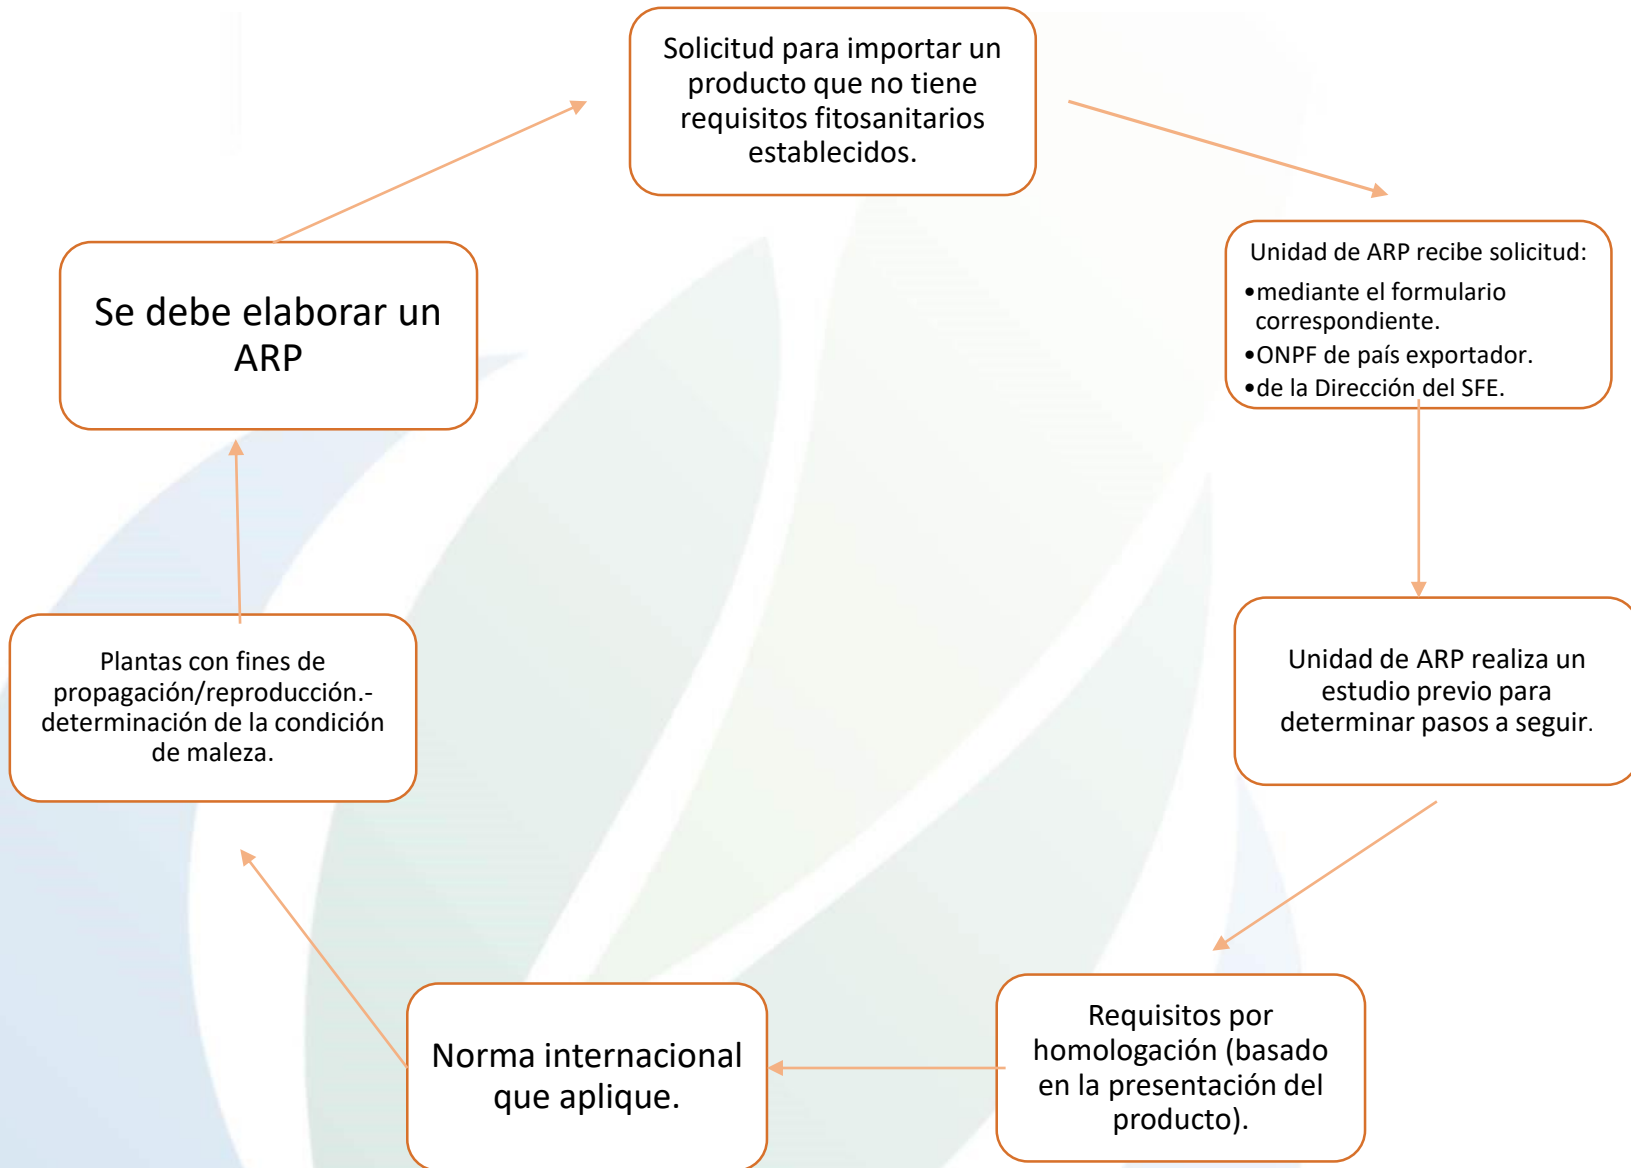 Solicitud para importar un
producto que no tiene
requisitos fitosanitarios
establecidos.
Unidad de ARP recibe solicitud:
•mediante el formulario
correspondiente.
•ONPF de país exportador.
•de la Dirección del SFE.
Unidad de ARP realiza un
estudio previo para
determinar pasos a seguir.
Requisitos por
homologación (basado
en la presentación del
producto).
Norma internacional
que aplique.
Plantas con fines de
propagación/reproducción.-
determinación de la condición
de maleza.
Se debe elaborar un
ARP